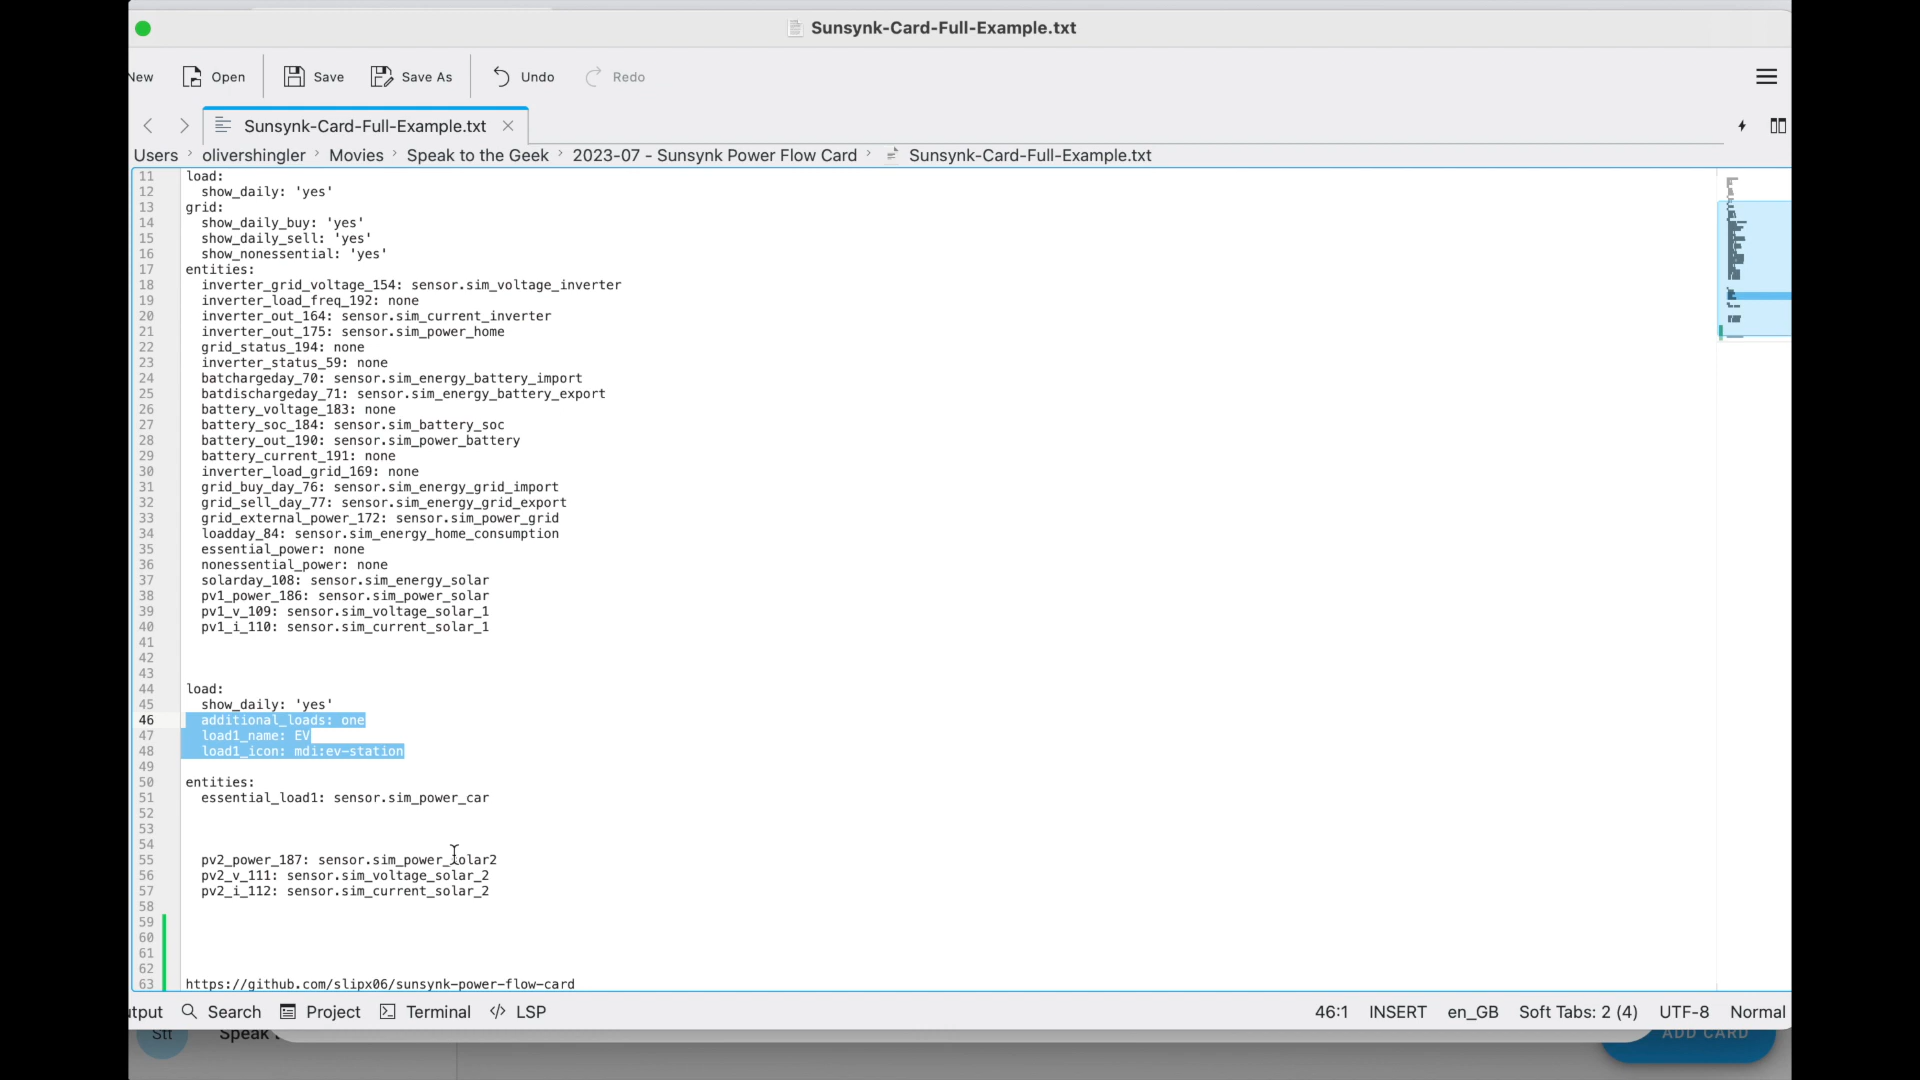 Sunsynk-Card-Full-Example.txt
New Open Save Save As Undo Redo
Sunsynk-Card-Full-Example.txt
Users > olivershingler > Movies > Speak to the Geek > 2023-07 - Sunsynk Power Flow Card > Sunsynk-Card-Full-Example.txt
11 load:
12   show_daily: 'yes'
13 grid:
14   show_daily_buy: 'yes'
15   show_daily_sell: 'yes'
16   show_nonessential: 'yes'
17 entities:
18   inverter_grid_voltage_154: sensor.sim_voltage_inverter
19   inverter_load_freq_192: none
20   inverter_out_164: sensor.sim_current_inverter
21   inverter_out_175: sensor.sim_power_home
22   grid_status_194: none
23   inverter_status_59: none
24   batchargeday_70: sensor.sim_energy_battery_import
25   batdischargeday_71: sensor.sim_energy_battery_export
26   battery_voltage_183: none
27   battery_soc_184: sensor.sim_battery_soc
28   battery_out_190: sensor.sim_power_battery
29   battery_current_191: none
30   inverter_load_grid_169: none
31   grid_buy_day_76: sensor.sim_energy_grid_import
32   grid_sell_day_77: sensor.sim_energy_grid_export
33   grid_external_power_172: sensor.sim_power_grid
34   loadday_84: sensor.sim_energy_home_consumption
35   essential_power: none
36   nonessential_power: none
37   solarday_108: sensor.sim_energy_solar
38   pv1_power_186: sensor.sim_power_solar
39   pv1_v_109: sensor.sim_voltage_solar_1
40   pv1_i_110: sensor.sim_current_solar_1
41
42
43
44 load:
45   show_daily: 'yes'
46   additional_loads: one
47   load1_name: EV
48   load1_icon: mdi:ev-station
49
50 entities:
51   essential_load1: sensor.sim_power_car
52
53
54
55   pv2_power_187: sensor.sim_power_solar2
56   pv2_v_111: sensor.sim_voltage_solar_2
57   pv2_i_112: sensor.sim_current_solar_2
58
59
60
61
62
63 https://github.com/slipx06/sunsynk-power-flow-card
utput Search Project Terminal LSP 46:1 INSERT en_GB Soft Tabs: 2 (4) UTF-8 Normal
Stt Speak ADD CARD